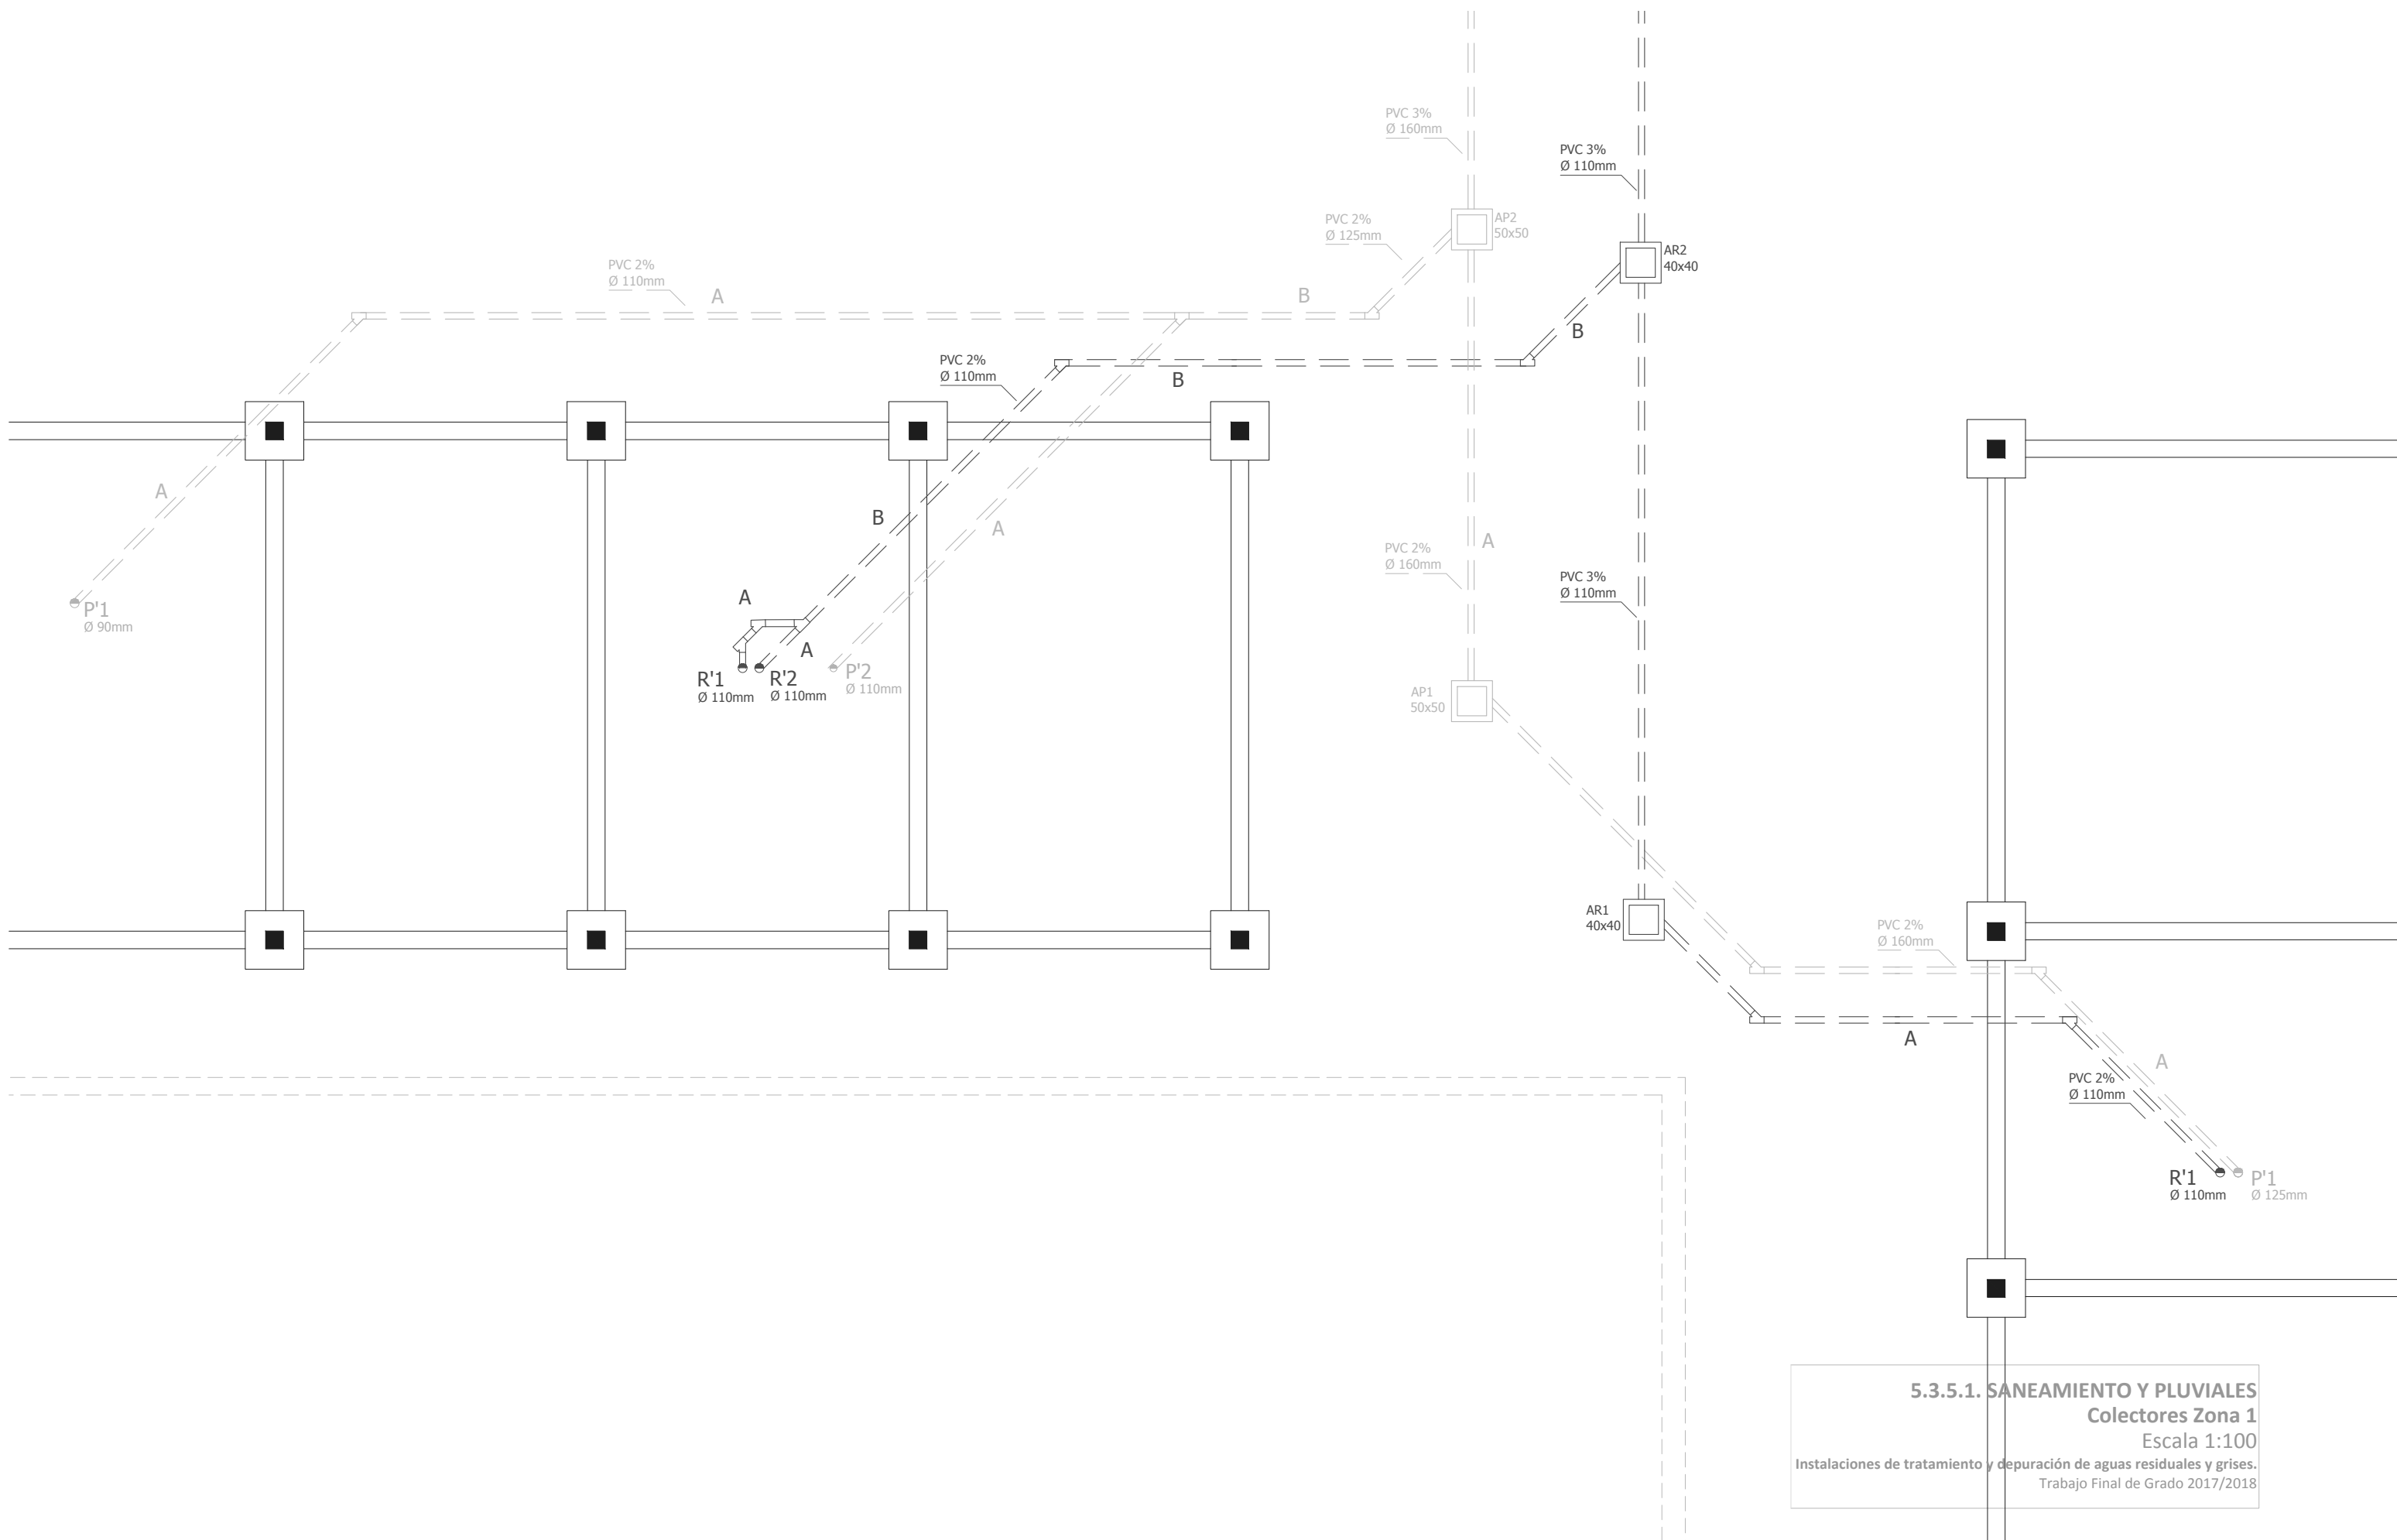 PVC 3%
Ø 160mm
PVC 3%
Ø 110mm
AP2
50x50
PVC 2%
Ø 125mm
AR2
40x40
PVC 2%
Ø 110mm
A
B
B
PVC 2%
Ø 110mm
B
A
B
A
A
PVC 2%
Ø 160mm
PVC 3%
Ø 110mm
P'1
Ø 90mm
A
A
R'1
Ø 110mm
R'2
Ø 110mm
P'2
Ø 110mm
AP1
50x50
AR1
40x40
PVC 2%
Ø 160mm
A
A
PVC 2%
Ø 110mm
R'1
Ø 110mm
P'1
Ø 125mm
5.3.5.1. SANEAMIENTO Y PLUVIALES
Colectores Zona 1
Escala 1:100
Instalaciones de tratamiento y depuración de aguas residuales y grises.
Trabajo Final de Grado 2017/2018